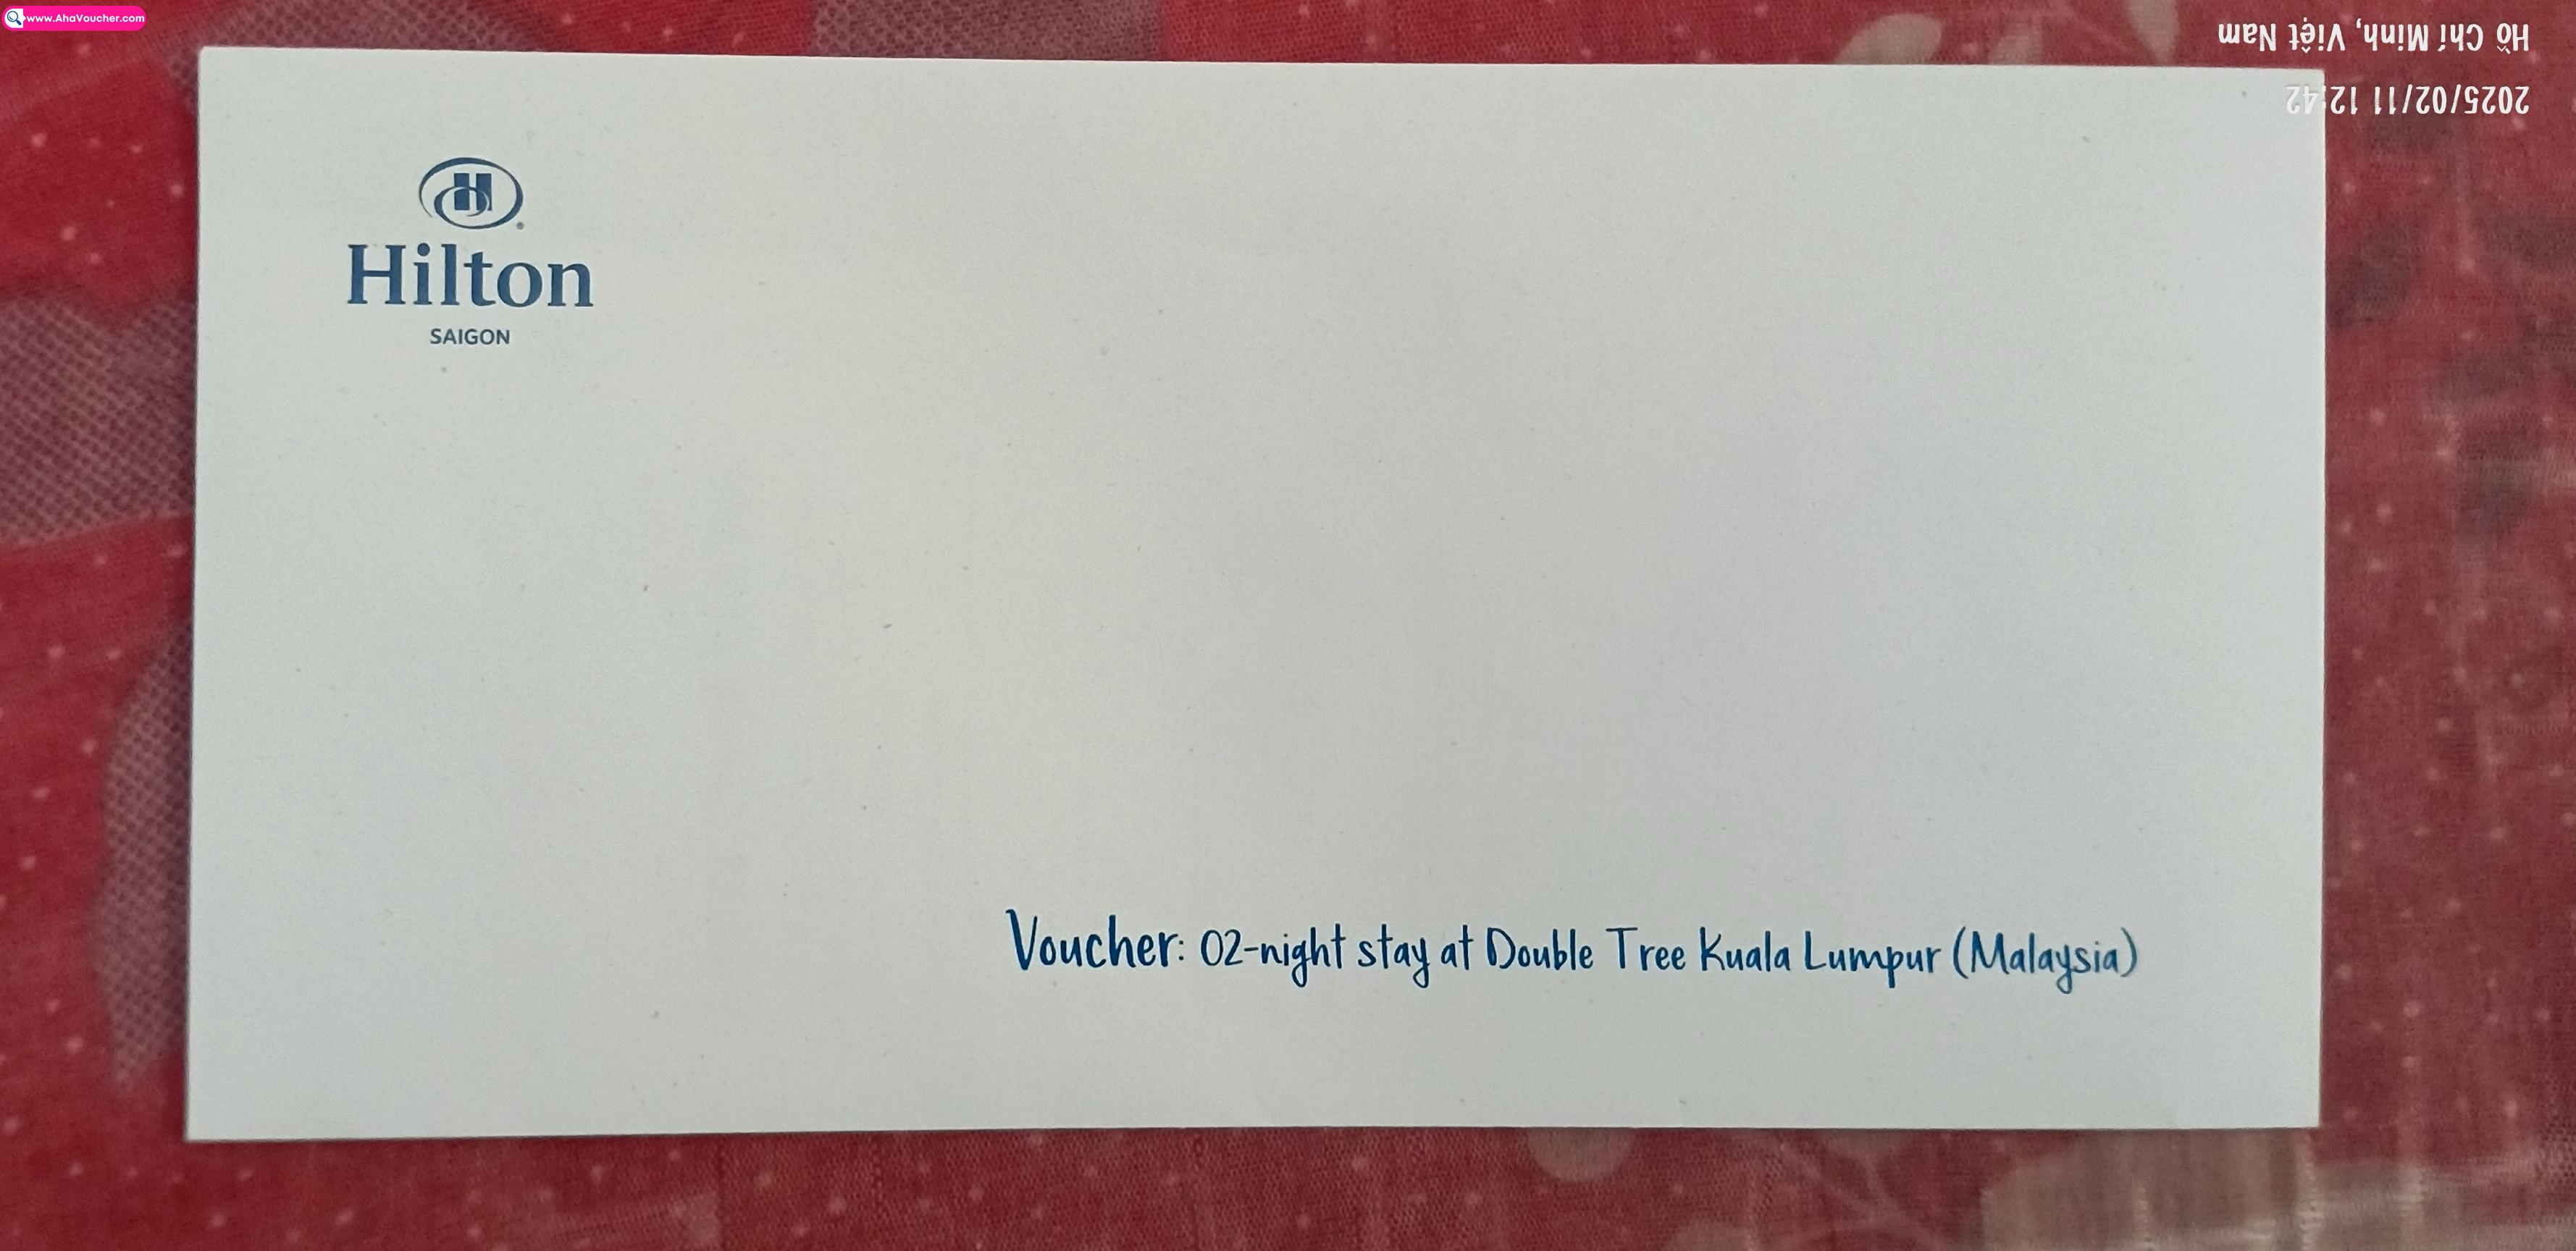 www.AhaVoucher.com
Hồ Chí Minh, Việt Nam
2025/02/11 12:42
H
Hilton
SAIGON
Voucher: 02-night stay at Double Tree Kuala Lumpur (Malaysia)